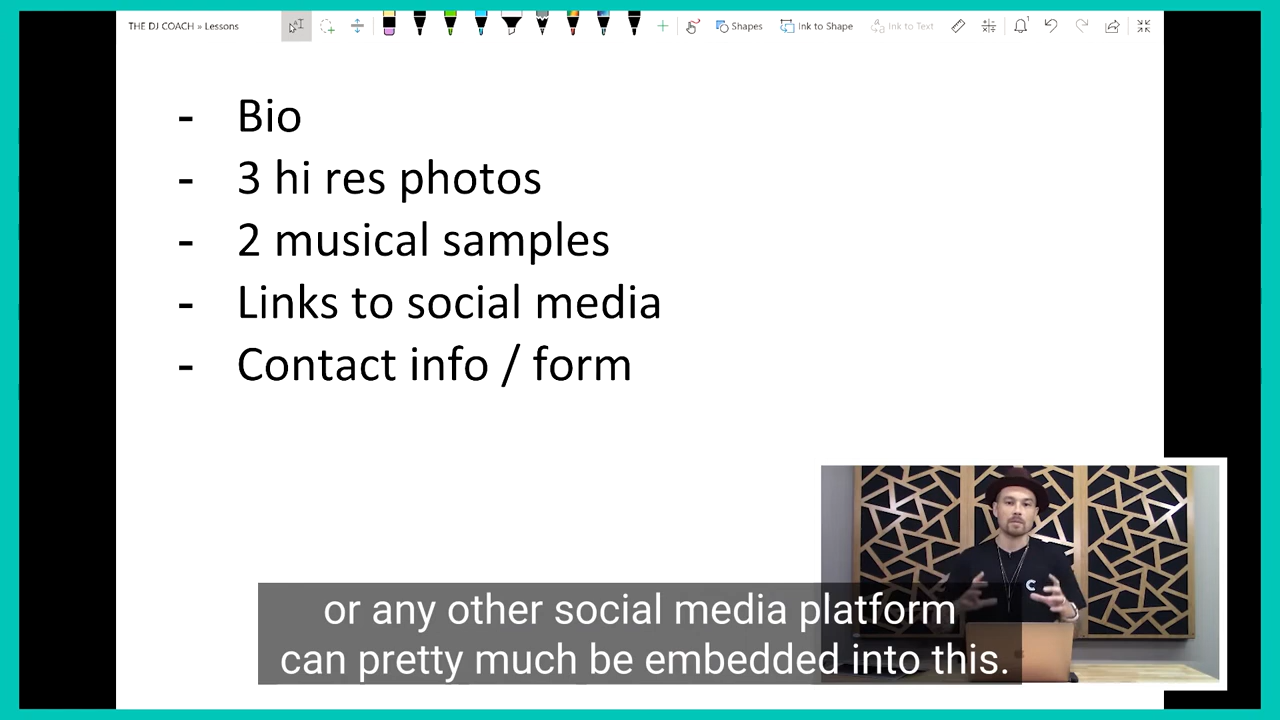 THE DJ COACH » Lessons
Shapes
Ink to Shape
Ink to Text
- Bio
- 3 hi res photos
- 2 musical samples
- Links to social media
- Contact info / form
C
or any other social media platform
can pretty much be embedded into this.